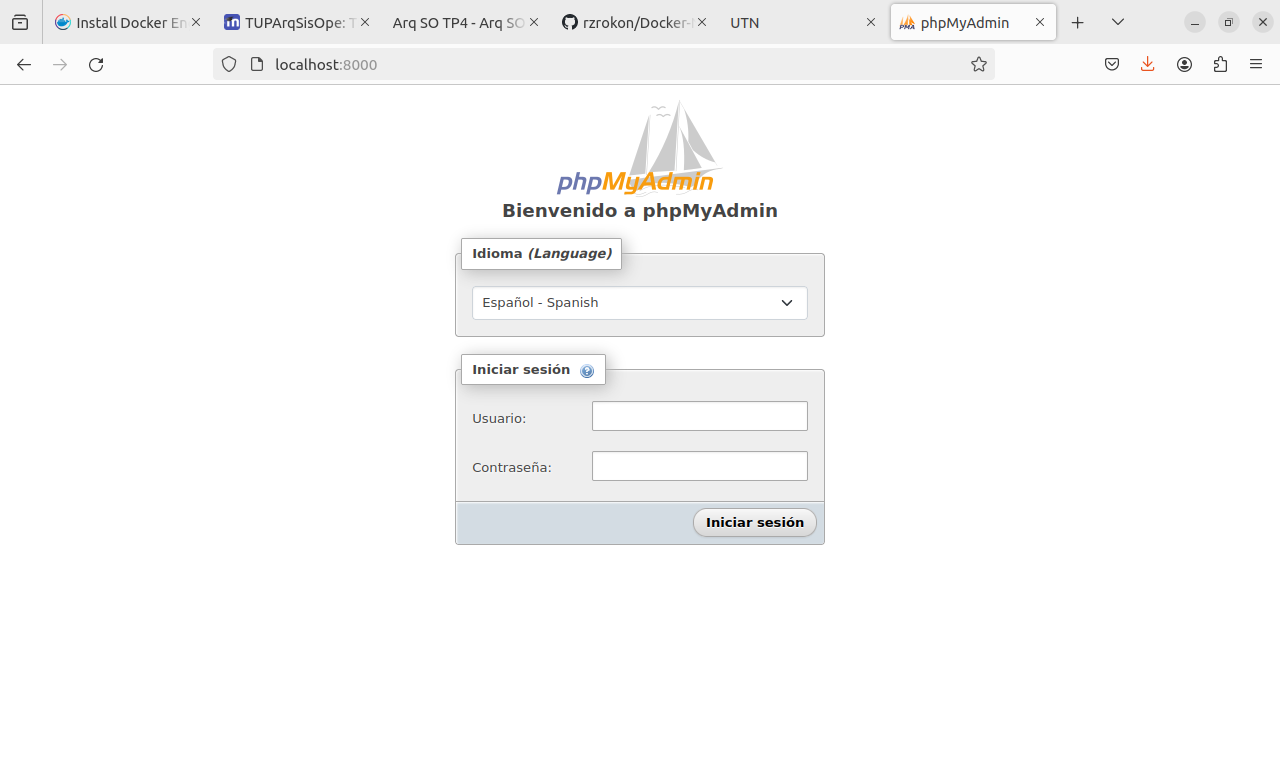 Install Docker En
TUPArqSisOpe: T
Arq SO TP4 - Arq SO
rzrokon/Docker-
UTN
phpMyAdmin
localhost:8000
phpMyAdmin
Bienvenido a phpMyAdmin
Idioma (Language)
Español - Spanish
Iniciar sesión
Usuario:
Contraseña:
Iniciar sesión